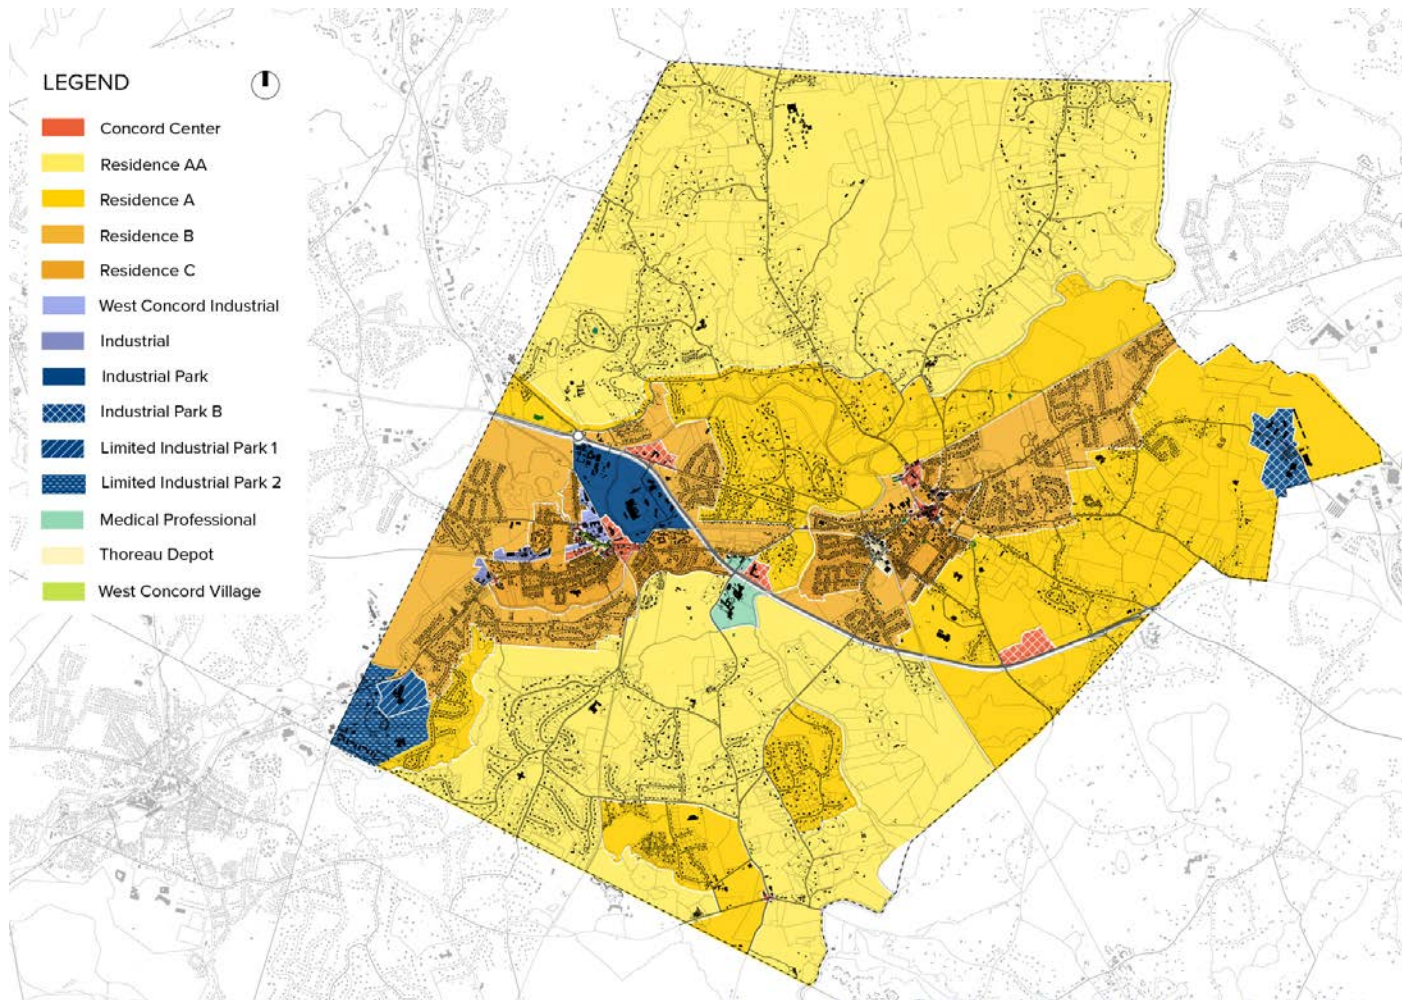 LEGEND
Concord Center
Residence AA
Residence A
Residence B
Residence C
West Concord Industrial
Industrial
Industrial Park
Industrial Park B
Limited Industrial Park 1
Limited Industrial Park 2
Medical Professional
Thoreau Depot
West Concord Village